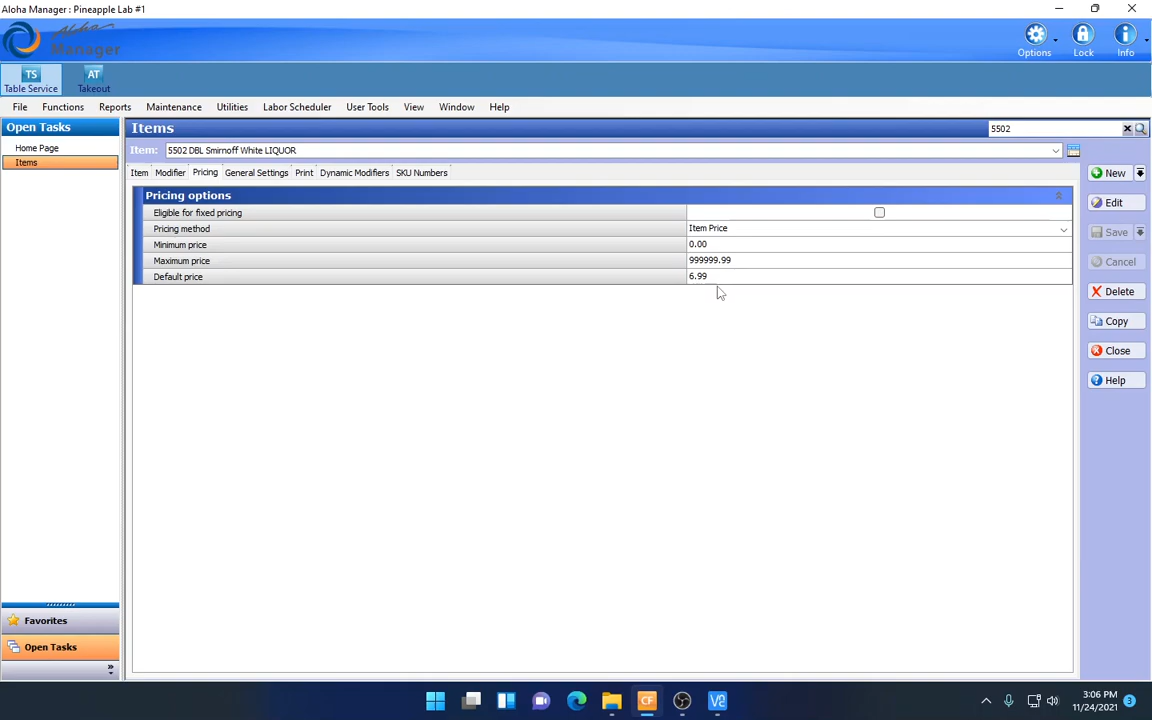 Aloha Manager: Pineapple Lab #1
Aloha
Manager
Options
Lock
Info
TS
Table Service
AT
Takeout
File Functions Reports Maintenance Utilities Labor Scheduler User Tools View Window Help
Open Tasks
Home Page
Items
Items
5502
Item: 5502 DBL Smirnoff White LIQUOR
Item Modifier Pricing General Settings Print Dynamic Modifiers SKU Numbers
Pricing options
Eligible for fixed pricing
Pricing method Item Price
Minimum price 0.00
Maximum price 999999.99
Default price 6.99
New
Edit
Save
Cancel
Delete
Copy
Close
Help
Favorites
Open Tasks
CF
3:06 PM
11/24/2021
3